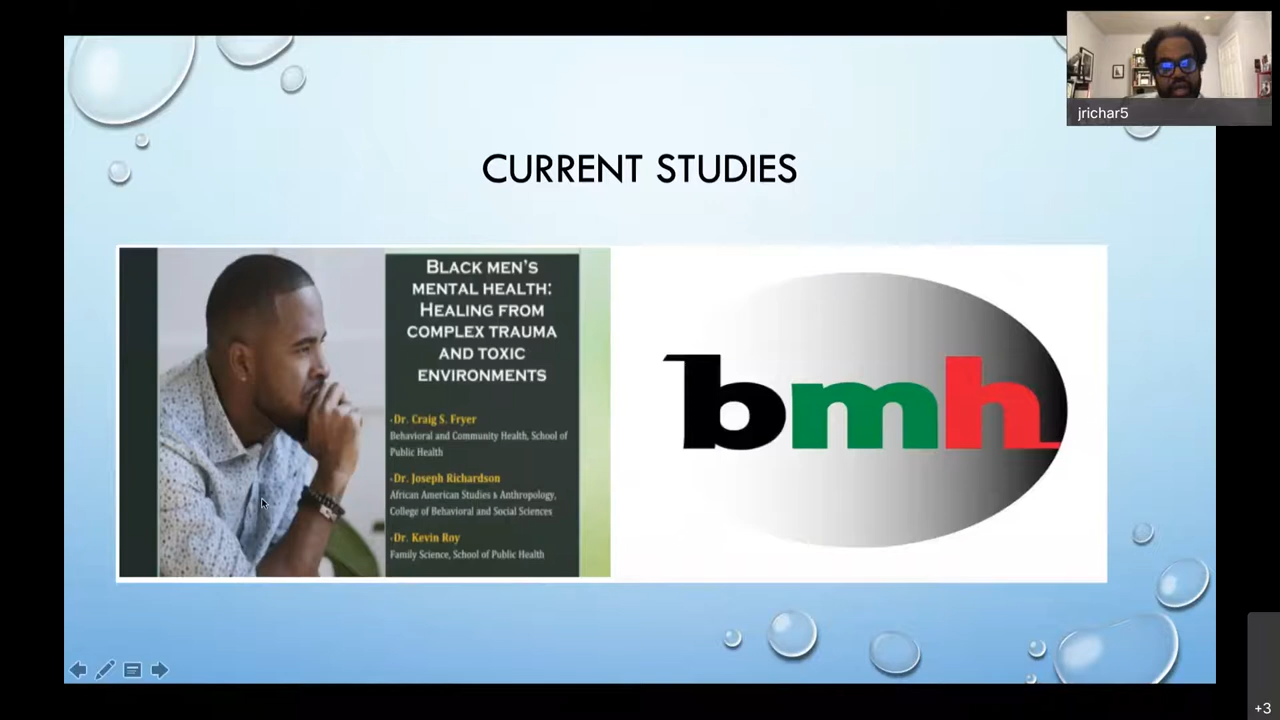 jrichar5
CURRENT STUDIES
BLACK MEN'S
MENTAL HEALTH:
HEALING FROM
COMPLEX TRAUMA
AND TOXIC
ENVIRONMENTS
-Dr. Craig S. Fryer
Behavioral and Community Health, School of
Public Health
-Dr. Joseph Richardson
African American Studies & Anthropology,
College of Behavioral and Social Sciences
-Dr. Kevin Roy
Family Science, School of Public Health
bmh
+3